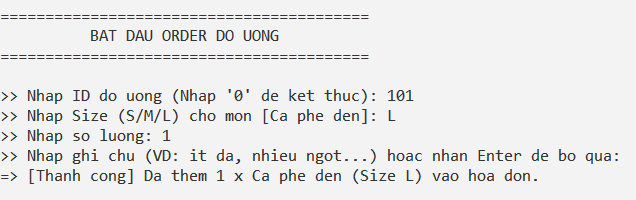 =========================================
BAT DAU ORDER DO UONG
=========================================
>> Nhap ID do uong (Nhap '0' de ket thuc): 101
>> Nhap Size (S/M/L) cho mon [Ca phe den]: L
>> Nhap so luong: 1
>> Nhap ghi chu (VD: it da, nhieu ngot...) hoac nhan Enter de bo qua:
=> [Thanh cong] Da them 1 x Ca phe den (Size L) vao hoa don.